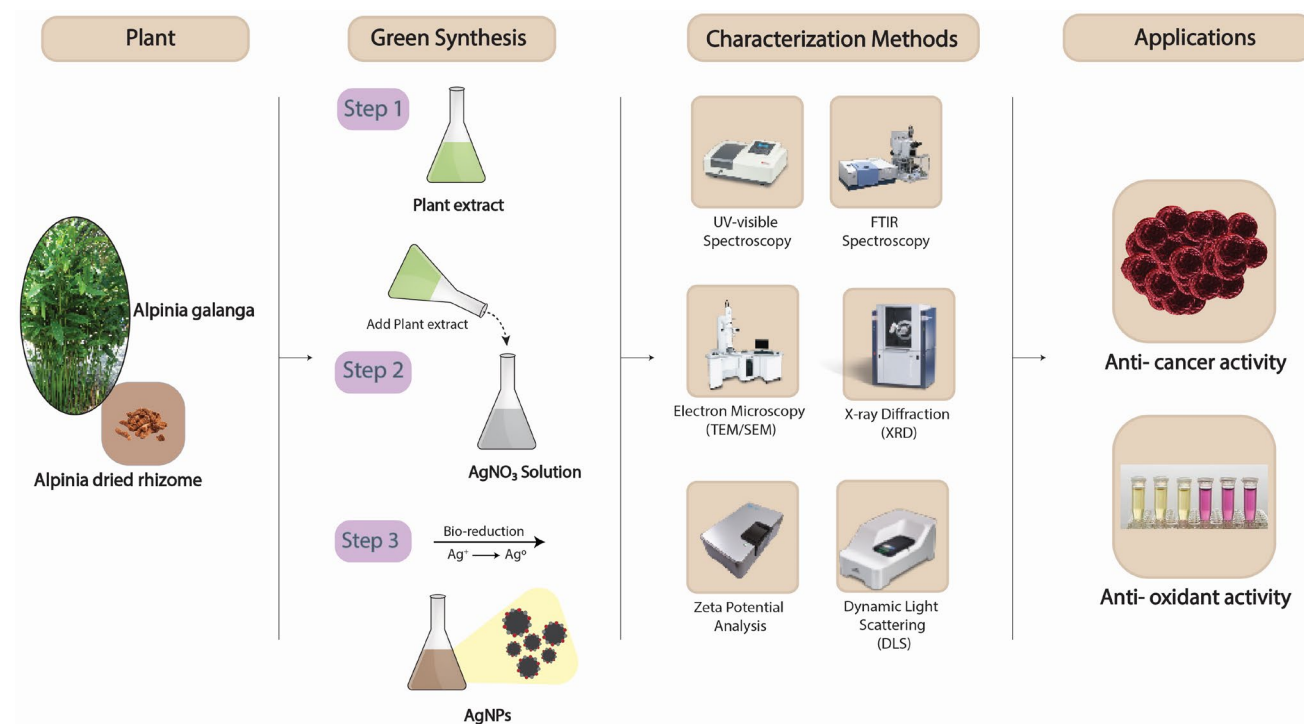 Plant
Green Synthesis
Characterization Methods
Applications
Alpinia galanga
Alpinia dried rhizome
Step 1
Plant extract
Add Plant extract
Step 2
AgNO₃ Solution
Step 3
Bio-reduction
Ag⁺ ⟶ Ag⁰
AgNPs
UV-visible
Spectroscopy
FTIR
Spectroscopy
Electron Microscopy
(TEM/SEM)
X-ray Diffraction
(XRD)
Zeta Potential
Analysis
Dynamic Light
Scattering
(DLS)
Anti- cancer activity
Anti- oxidant activity